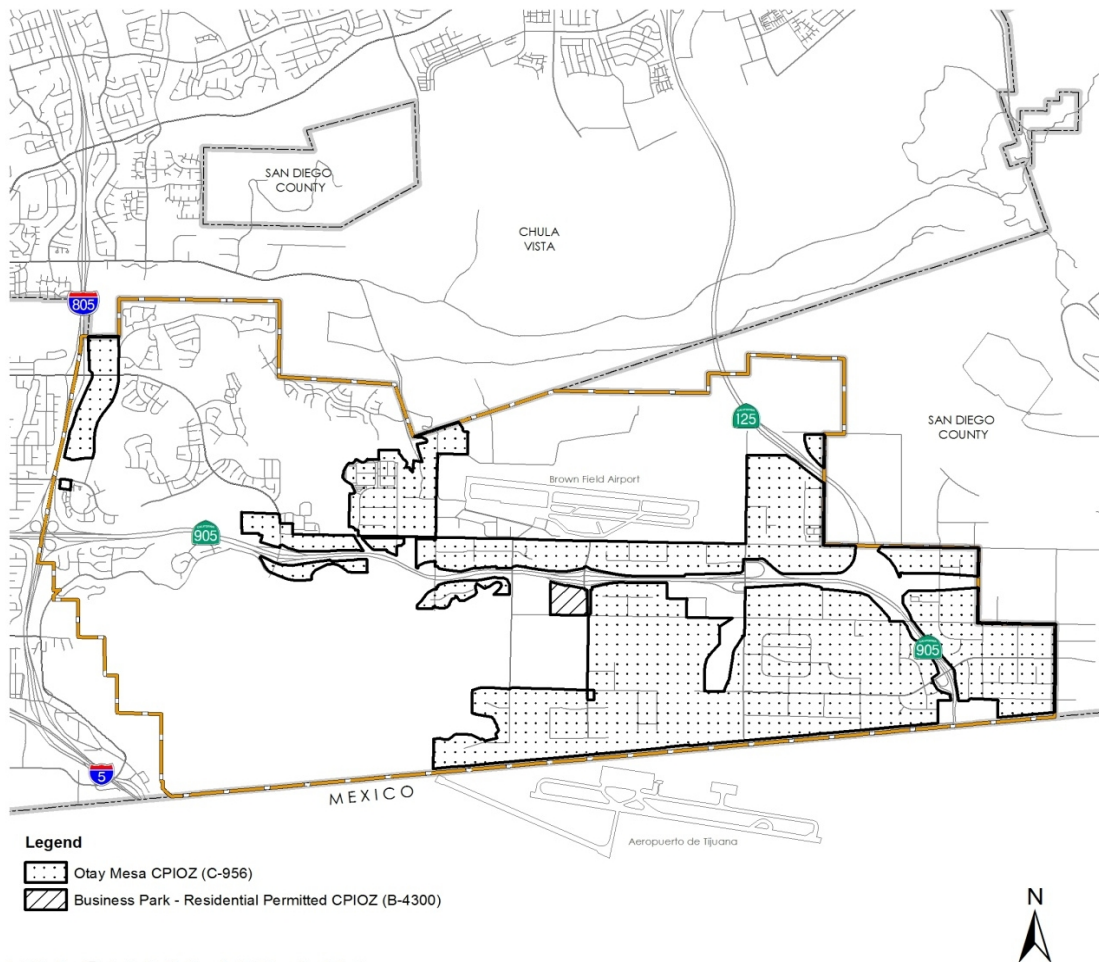 SAN DIEGO
COUNTY
CHULA
VISTA
805
125
SAN DIEGO
COUNTY
Brown Field Airport
905
905
5
MEXICO
Aeropuerto de Tijuana
Legend
Otay Mesa CPIOZ (C-956)
Business Park - Residential Permitted CPIOZ (B-4300)
N